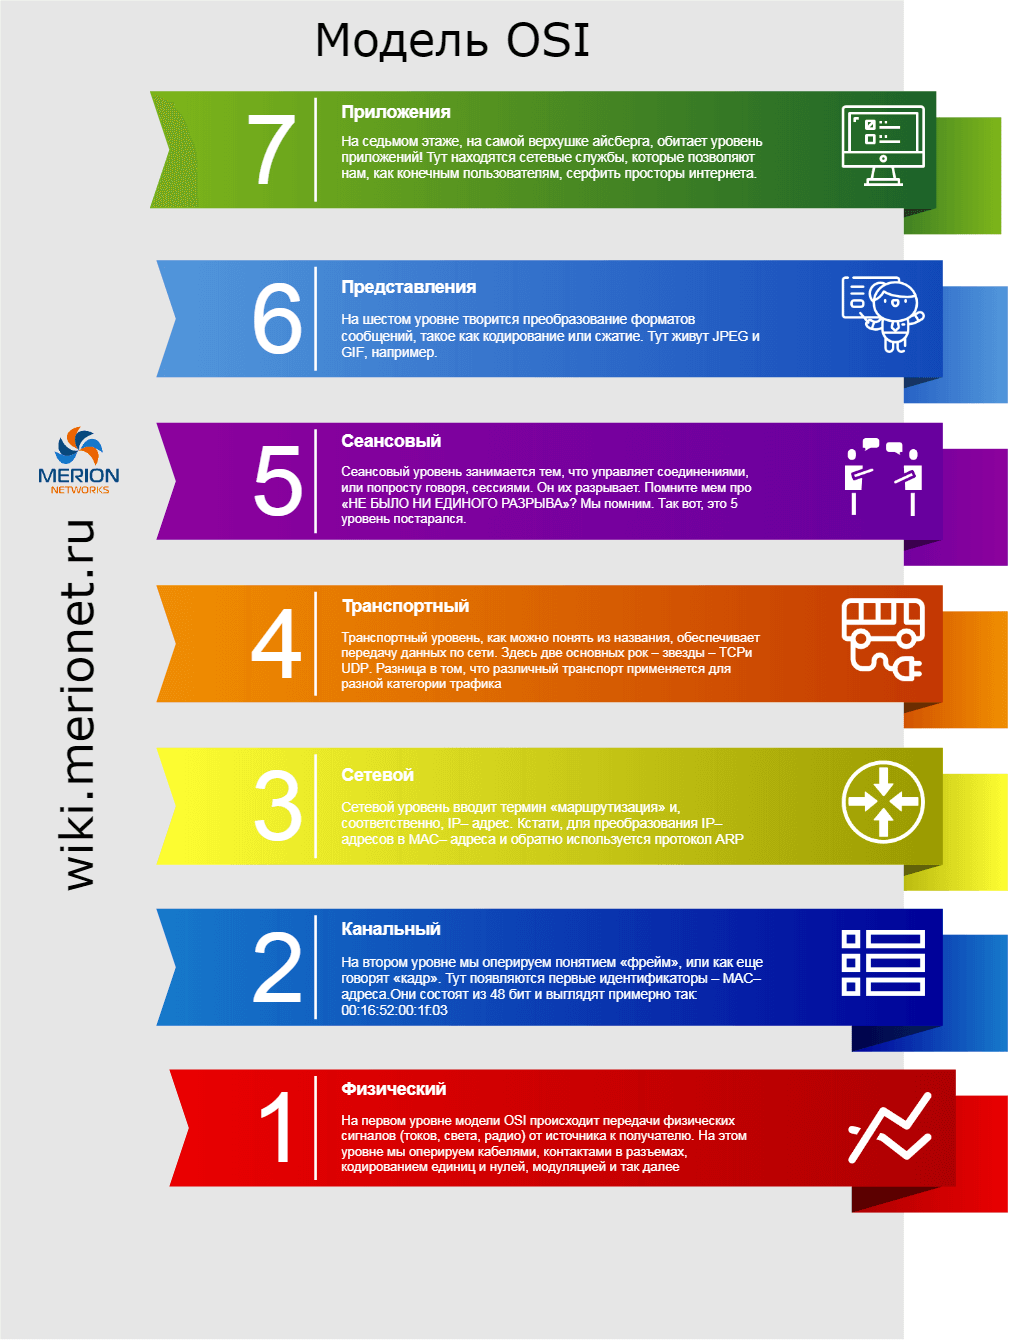 Модель OSI
7
Приложения
На седьмом этаже, на самой верхушке айсберга, обитает уровень
приложений! Тут находятся сетевые службы, которые позволяют
нам, как конечным пользователям, серфить просторы интернета.
6
Представления
На шестом уровне творится преобразование форматов
сообщений, такое как кодирование или сжатие. Тут живут JPEG и
GIF, например.
5
Сеансовый
Сеансовый уровень занимается тем, что управляет соединениями,
или попросту говоря, сессиями. Он их разрывает. Помните мем про
«НЕ БЫЛО НИ ЕДИНОГО РАЗРЫВА»? Мы помним. Так вот, это 5
уровень постарался.
MERION
NETWORKS
wiki.merionet.ru
4
Транспортный
Транспортный уровень, как можно понять из названия, обеспечивает
передачу данных по сети. Здесь две основных рок – звезды – TCPи
UDP. Разница в том, что различный транспорт применяется для
разной категории трафика
3
Сетевой
Сетевой уровень вводит термин «маршрутизация» и,
соответственно, IP– адрес. Кстати, для преобразования IP–
адресов в MAC– адреса и обратно используется протокол ARP
2
Канальный
На втором уровне мы оперируем понятием «фрейм», или как еще
говорят «кадр». Тут появляются первые идентификаторы – MAC–
адреса.Они состоят из 48 бит и выглядят примерно так:
00:16:52:00:1f:03
1
Физический
На первом уровне модели OSI происходит передачи физических
сигналов (токов, света, радио) от источника к получателю. На этом
уровне мы оперируем кабелями, контактами в разъемах,
кодированием единиц и нулей, модуляцией и так далее